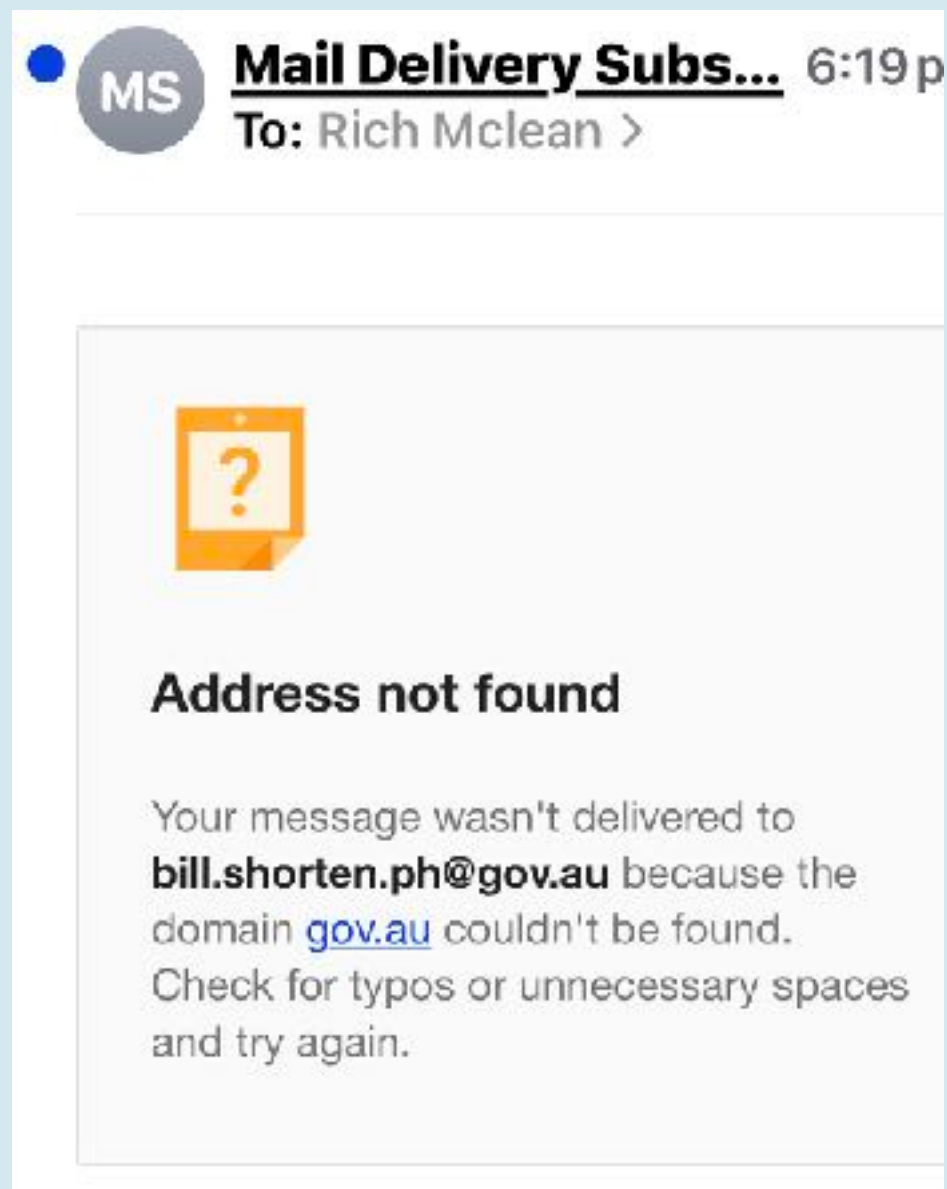 MS
Mail Delivery Subs... 6:19 p
To: Rich Mclean >
?
Address not found
Your message wasn't delivered to
bill.shorten.ph@gov.au because the
domain gov.au couldn't be found.
Check for typos or unnecessary spaces
and try again.